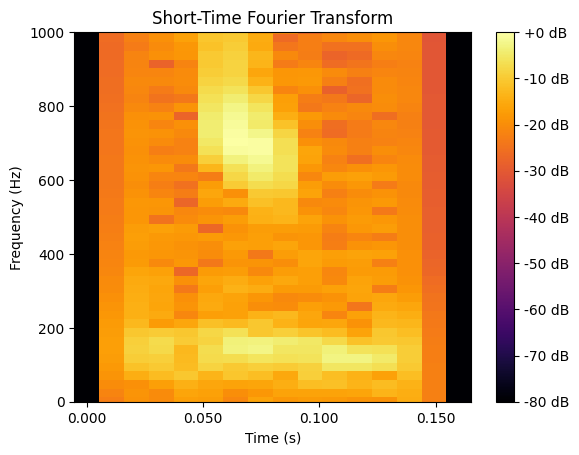 Short-Time Fourier Transform
1000
800
600
400
200
0
Frequency (Hz)
0.000
0.050
0.100
0.150
Time (s)
+0 dB
-10 dB
-20 dB
-30 dB
-40 dB
-50 dB
-60 dB
-70 dB
-80 dB